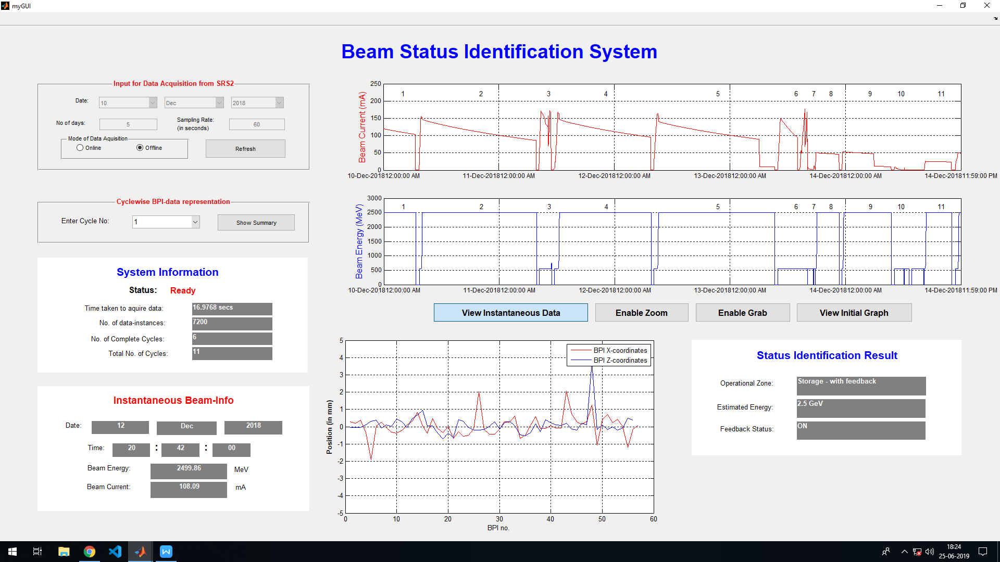 myGUI
Beam Status Identification System
Input for Data Acquisition from SRS2
Date: 10 Dec 2018
No of days: 5 Sampling Rate: (in seconds) 60
Mode of Data Aquisition
Online Offline
Refresh
Cyclewise BPI-data representation
Enter Cycle No: 1 Show Summary
System Information
Status: Ready
Time taken to aquire data: 16.9768 secs
No. of data-instances: 7200
No. of Complete Cycles: 6
Total No. of Cycles: 11
Instantaneous Beam-Info
Date: 12 Dec 2018
Time: 20 : 42 : 00
Beam Energy: 2499.86 MeV
Beam Current: 108.09 mA
Beam Current (mA)
250
200
150
100
50
0
1 2 3 4 5 6 7 8 9 10 11
10-Dec-201812:00:00 AM 11-Dec-201812:00:00 AM 12-Dec-201812:00:00 AM 13-Dec-201812:00:00 AM 14-Dec-201812:00:00 AM 14-Dec-201811:59:00 PM
Beam Energy (MeV)
3000
2500
2000
1500
1000
500
0
1 2 3 4 5 6 7 8 9 10 11
10-Dec-201812:00:00 AM 11-Dec-201812:00:00 AM 12-Dec-201812:00:00 AM 13-Dec-201812:00:00 AM 14-Dec-201812:00:00 AM 14-Dec-201811:59:00 PM
View Instantaneous Data Enable Zoom Enable Grab View Initial Graph
Position (in mm)
5
4
3
2
1
0
-1
-2
-3
-4
-5
BPI X-coordinates
BPI Z-coordinates
0 10 20 30 40 50 60
BPI no.
Status Identification Result
Operational Zone: Storage - with feedback
Estimated Energy: 2.5 GeV
Feedback Status: ON
18:24
25-06-2019